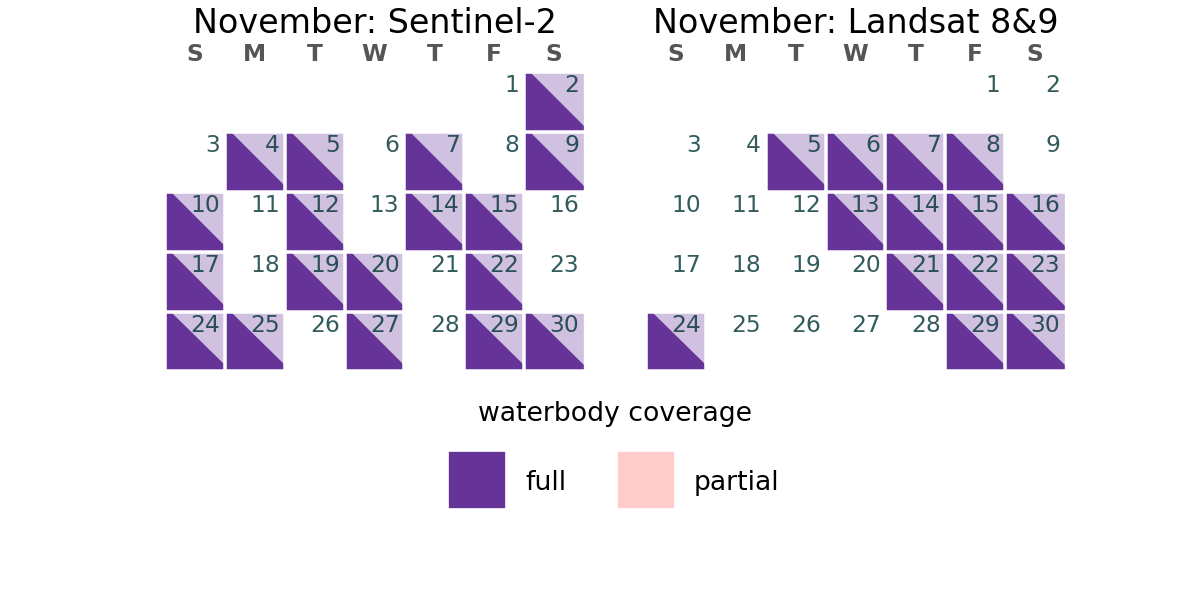 November: Sentinel-2
S M T W T F S
1 2
3 4 5 6 7 8 9
10 11 12 13 14 15 16
17 18 19 20 21 22 23
24 25 26 27 28 29 30
November: Landsat 8&9
S M T W T F S
1 2
3 4 5 6 7 8 9
10 11 12 13 14 15 16
17 18 19 20 21 22 23
24 25 26 27 28 29 30
waterbody coverage
full partial